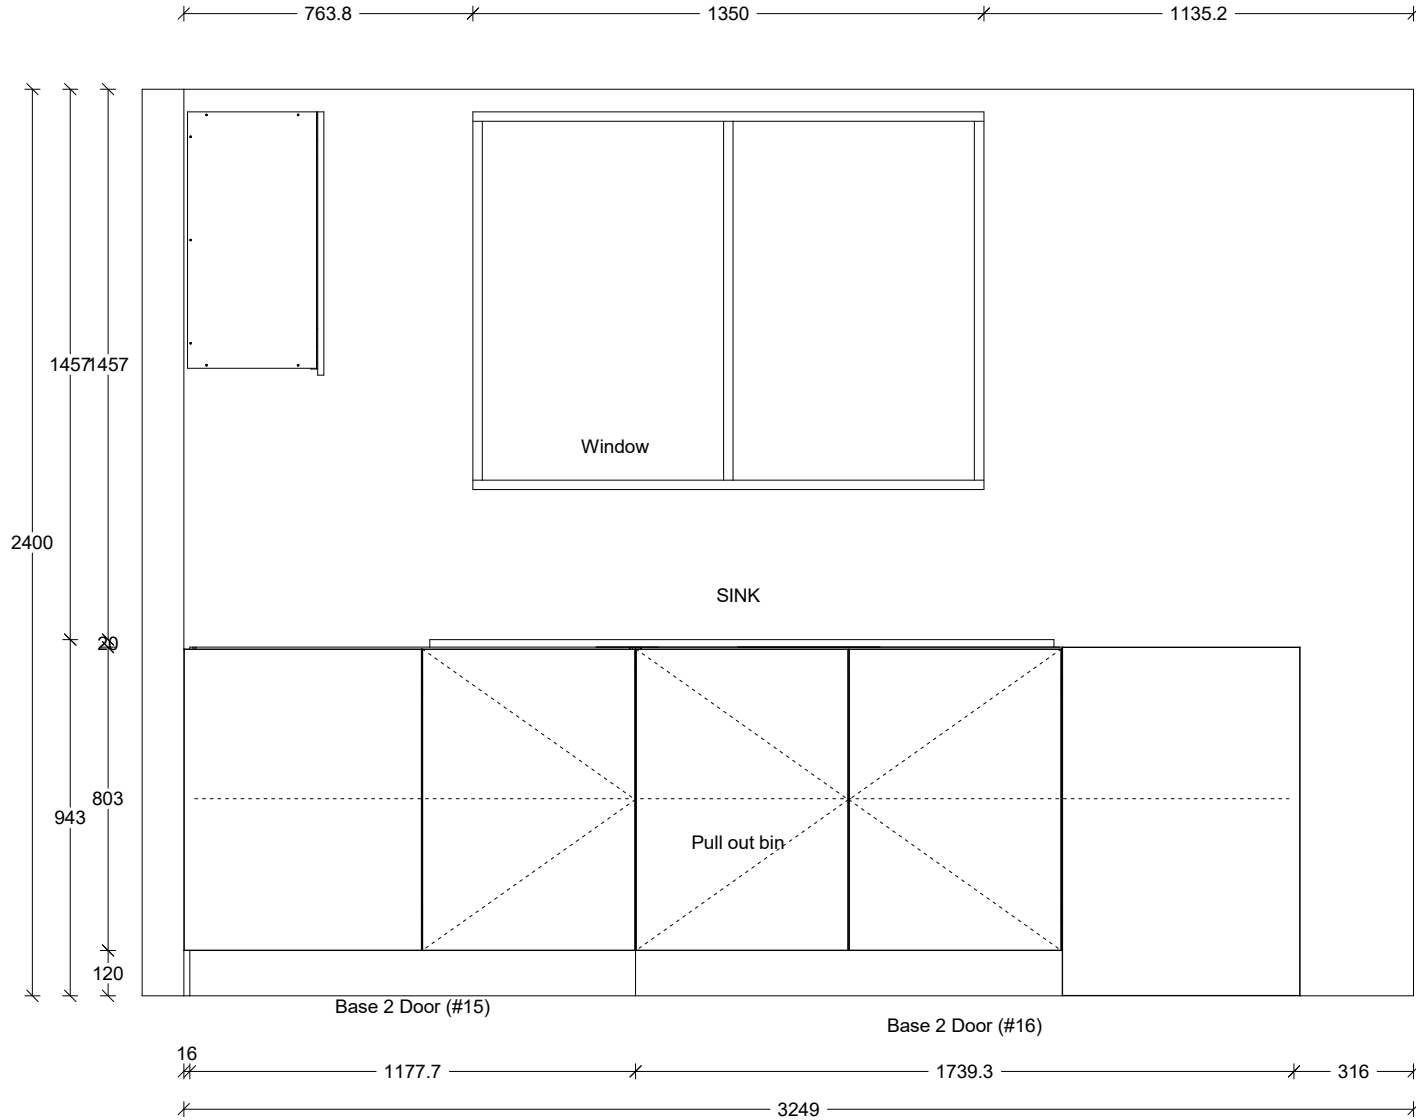 763.8 1350 1135.2
1457 1457
Window
2400
SINK
20
803
943
Pull out bin
120
Base 2 Door (#15)
Base 2 Door (#16)
16
1177.7 1739.3 316
3249